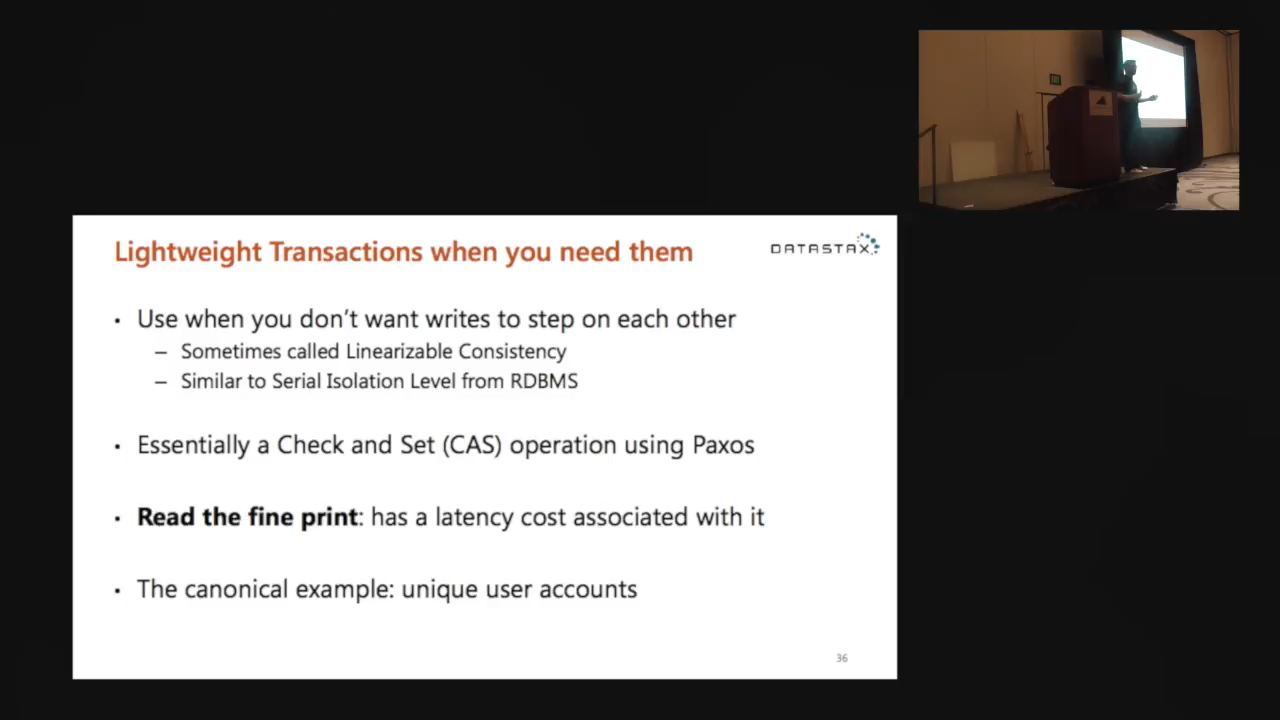 Lightweight Transactions when you need them
DATASTAX
• Use when you don't want writes to step on each other
– Sometimes called Linearizable Consistency
– Similar to Serial Isolation Level from RDBMS
• Essentially a Check and Set (CAS) operation using Paxos
• Read the fine print: has a latency cost associated with it
• The canonical example: unique user accounts
36